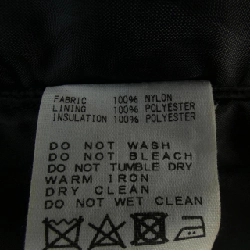 FABRIC 100% NYLON
LINING 100% POLYESTER
INSULATION 100% POLYESTER
DO NOT WASH
DO NOT BLEACH
DO NOT TUMBLE DRY
WARM IRON
DRY CLEAN
DO NOT WET CLEAN